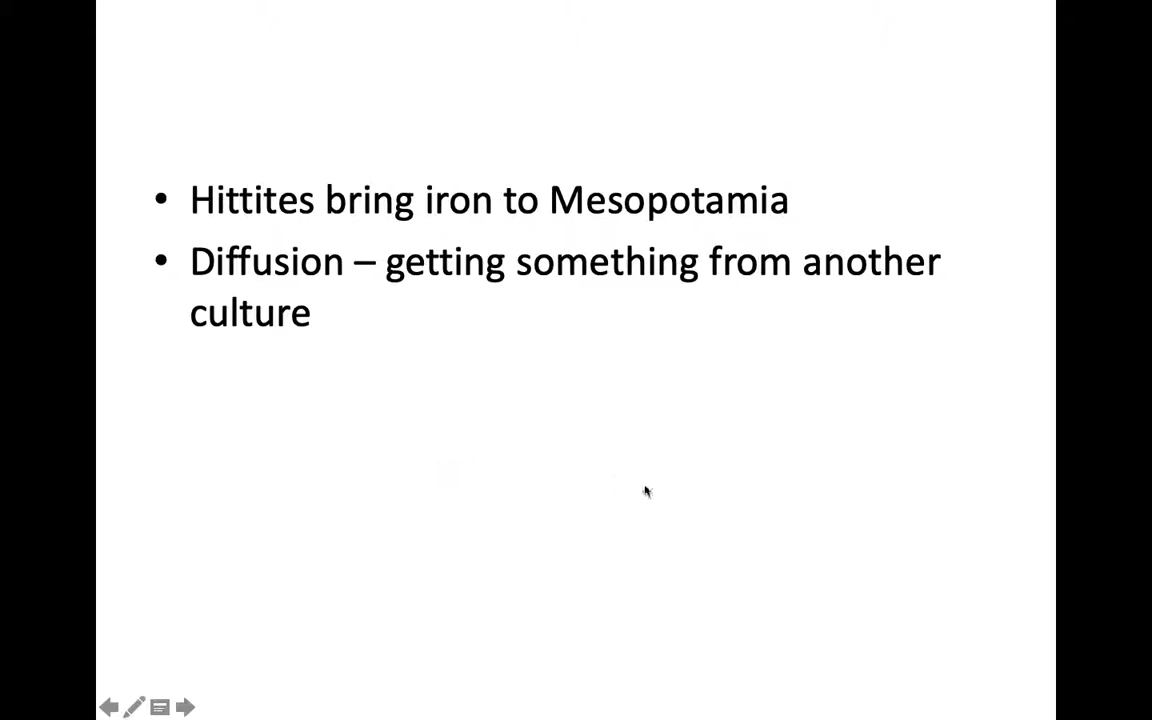 • Hittites bring iron to Mesopotamia
• Diffusion – getting something from another
culture